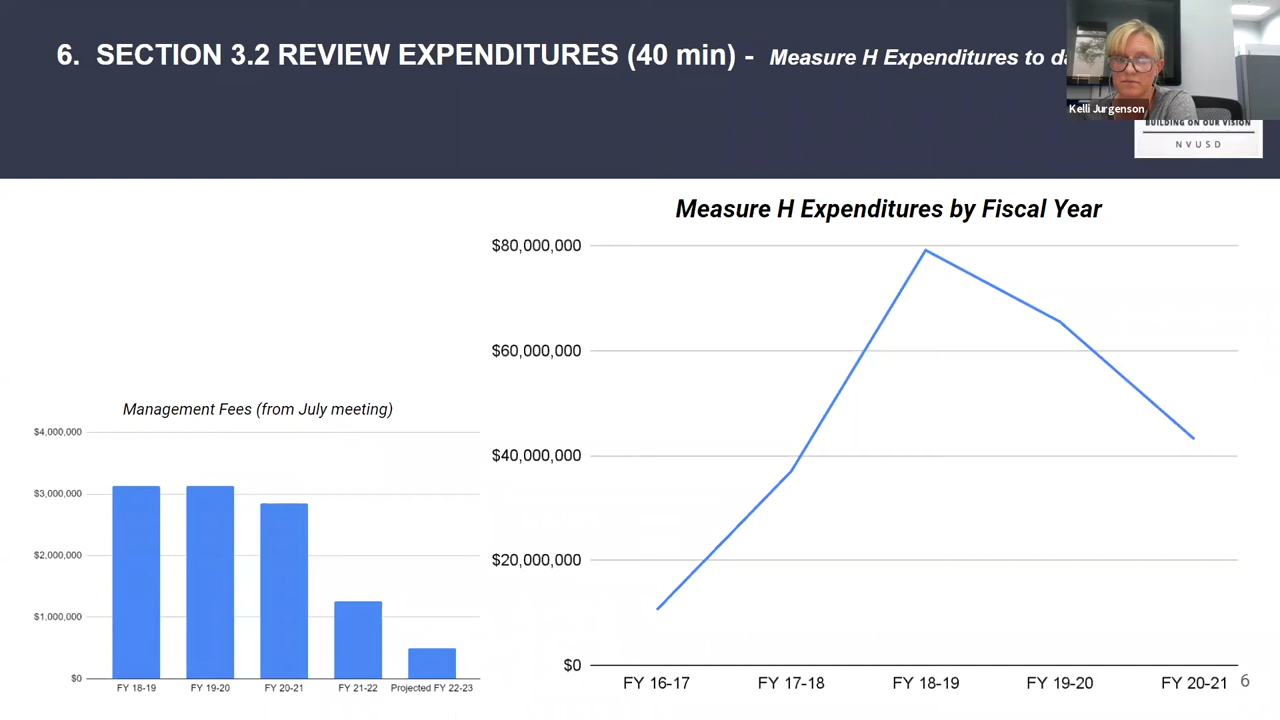 6. SECTION 3.2 REVIEW EXPENDITURES (40 min) - Measure H Expenditures to
Kelli Jurgenson
BUILDING ON OUR VISION
NVUSD
Measure H Expenditures by Fiscal Year
$80,000,000
$60,000,000
$40,000,000
$20,000,000
$0
FY 16-17 FY 17-18 FY 18-19 FY 19-20 FY 20-21
Management Fees (from July meeting)
$4,000,000
$3,000,000
$2,000,000
$1,000,000
$0
FY 18-19 FY 19-20 FY 20-21 FY 21-22 Projected FY 22-23
6